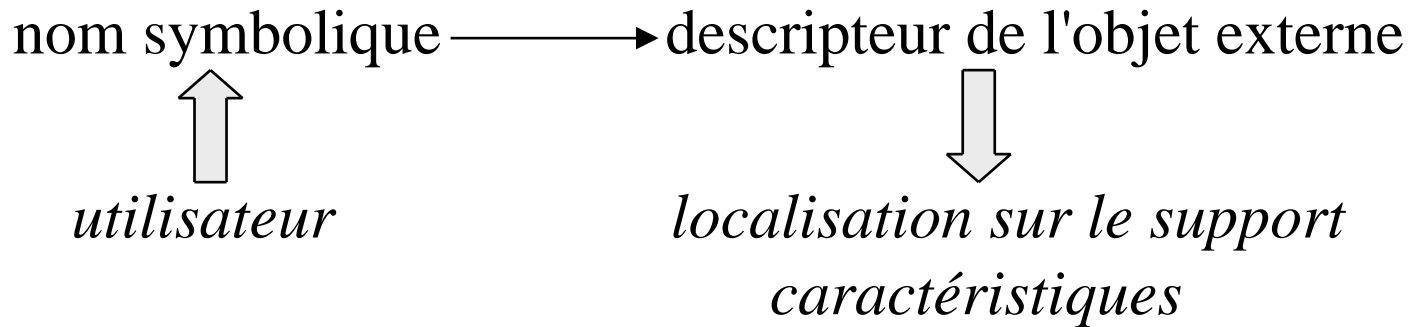 nom symbolique descripteur de l'objet externe
utilisateur localisation sur le support
caractéristiques